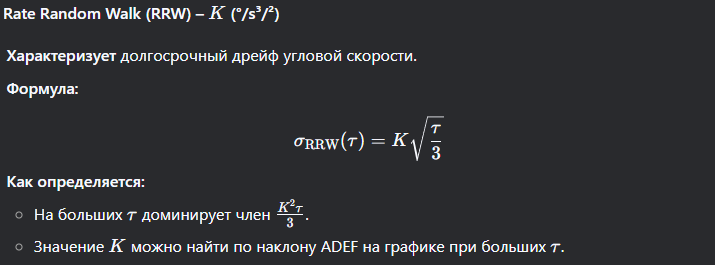 Rate Random Walk (RRW) – K (°/s³/²)
Характеризует долгосрочный дрейф угловой скорости.
Формула:
σ_RRW(τ) = K√(τ/3)
Как определяется:
○ На больших τ доминирует член K²τ/3.
○ Значение K можно найти по наклону ADEF на графике при больших τ.